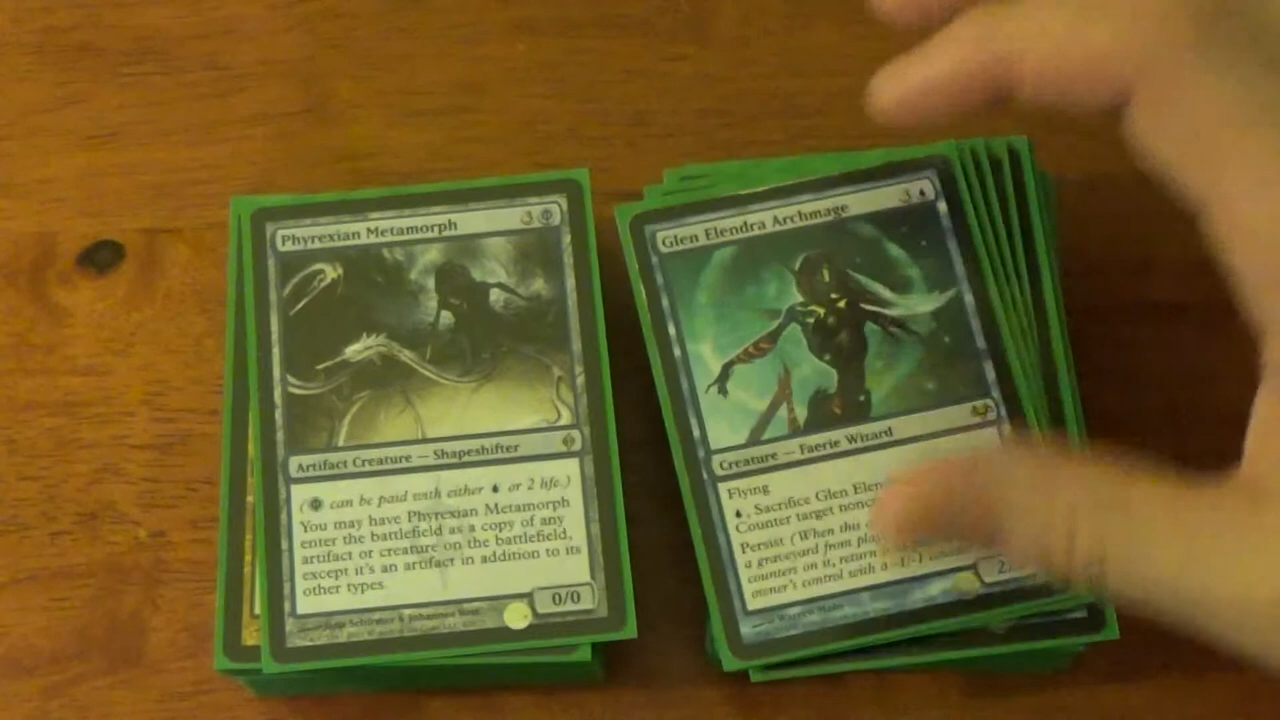 Phyrexian Metamorph 3
Artifact Creature — Shapeshifter
( can be paid with either or 2 life.)
You may have Phyrexian Metamorph
enter the battlefield as a copy of any
artifact or creature on the battlefield,
except it's an artifact in addition to its
other types.
0/0
Glen Elendra Archmage 3
Creature — Faerie Wizard
Flying
, Sacrifice Glen Elen
Counter target nonc
Persist (When this
a graveyard from play
counters on it, return
owner's control with a -1/-1
2/